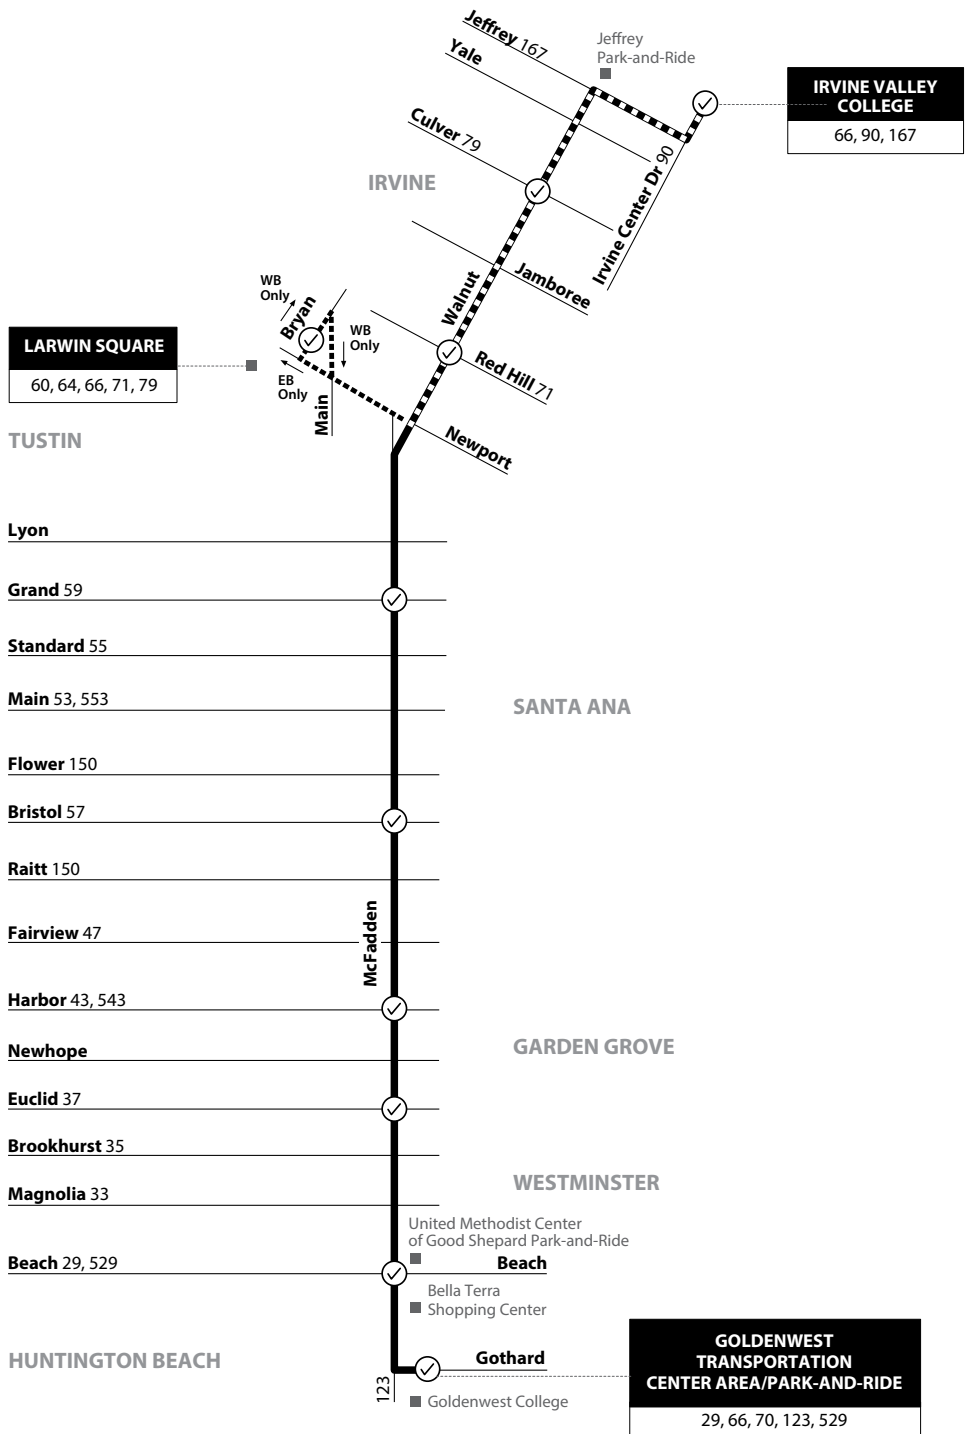 Jeffrey 167
Jeffrey
Park-and-Ride
Yale
IRVINE VALLEY
COLLEGE
66, 90, 167
Culver 79
IRVINE
Irvine Center Dr 90
Walnut
Jamboree
WB
Only
Bryan
WB
Only
LARWIN SQUARE
60, 64, 66, 71, 79
Red Hill 71
EB
Only
Main
Newport
TUSTIN
Lyon
Grand 59
Standard 55
Main 53, 553
SANTA ANA
Flower 150
Bristol 57
Raitt 150
McFadden
Fairview 47
Harbor 43, 543
Newhope
GARDEN GROVE
Euclid 37
Brookhurst 35
Magnolia 33
WESTMINSTER
United Methodist Center
of Good Shepard Park-and-Ride
Beach 29, 529
Beach
Bella Terra
Shopping Center
HUNTINGTON BEACH
Gothard
GOLDENWEST
TRANSPORTATION
CENTER AREA/PARK-AND-RIDE
29, 66, 70, 123, 529
123
Goldenwest College